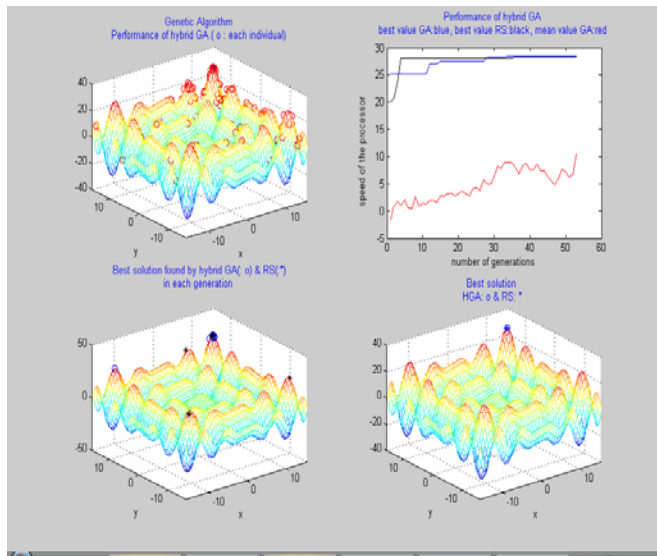 Genetic Algorithm
Performance of hybrid GA ( o : each individual)
40
20
0
-20
-40
10
0
-10
y
-10
0
10
x
Performance of hybrid GA
best value GA:blue, best value RS:black, mean value GA:red
30
25
20
15
10
5
0
-5
0
10
20
30
40
50
60
speed of the processor
number of generations
Best solution found by hybrid GA(: o) & RS(:*)
in each generation
50
0
-50
10
0
-10
y
-10
0
10
x
Best solution
HGA: o & RS: *
40
20
0
-20
-40
10
0
-10
y
-10
0
10
x